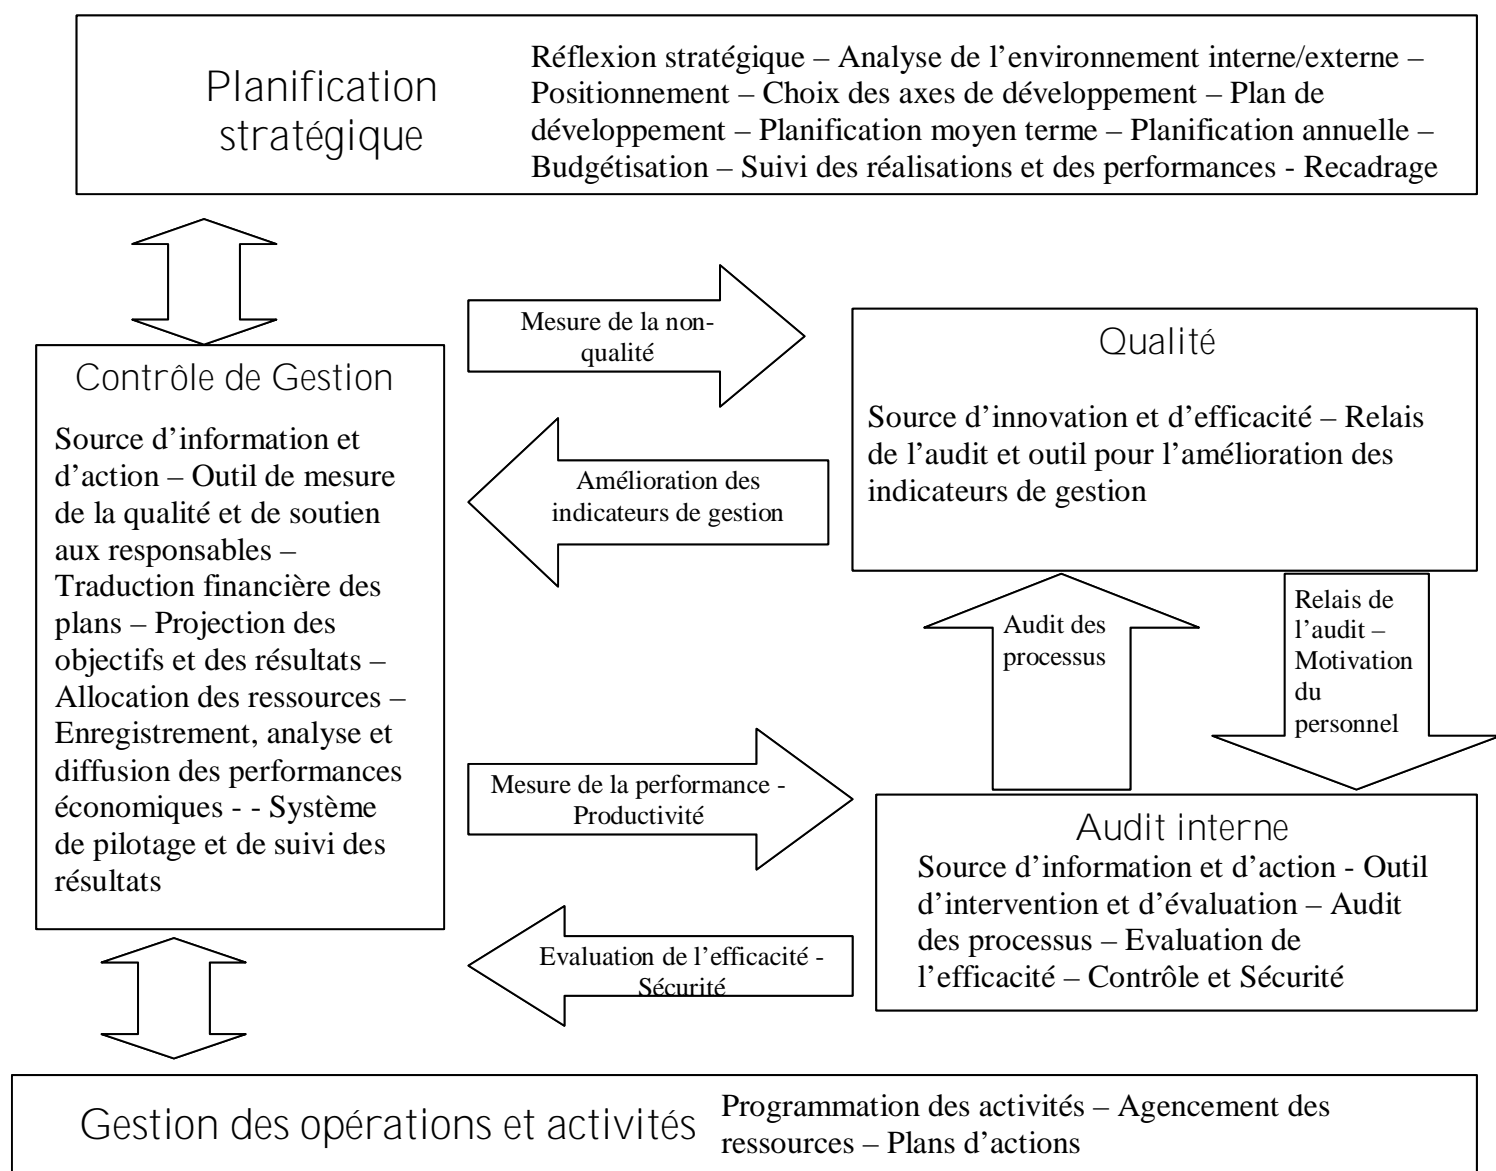 Planification
stratégique
Réflexion stratégique – Analyse de l’environnement interne/externe –
Positionnement – Choix des axes de développement – Plan de
développement – Planification moyen terme – Planification annuelle –
Budgétisation – Suivi des réalisations et des performances - Recadrage
Mesure de la non-
qualité
Qualité
Source d’innovation et d’efficacité – Relais
de l’audit et outil pour l’amélioration des
indicateurs de gestion
Contrôle de Gestion
Source d’information et
d’action – Outil de mesure
de la qualité et de soutien
aux responsables –
Traduction financière des
plans – Projection des
objectifs et des résultats –
Allocation des ressources –
Enregistrement, analyse et
diffusion des performances
économiques - - Système
de pilotage et de suivi des
résultats
Amélioration des
indicateurs de gestion
Audit des
processus
Relais de
l’audit –
Motivation
du
personnel
Mesure de la performance -
Productivité
Audit interne
Source d’information et d’action - Outil
d’intervention et d’évaluation – Audit
des processus – Evaluation de
l’efficacité – Contrôle et Sécurité
Evaluation de l’efficacité -
Sécurité
Gestion des opérations et activités
Programmation des activités – Agencement des
ressources – Plans d’actions